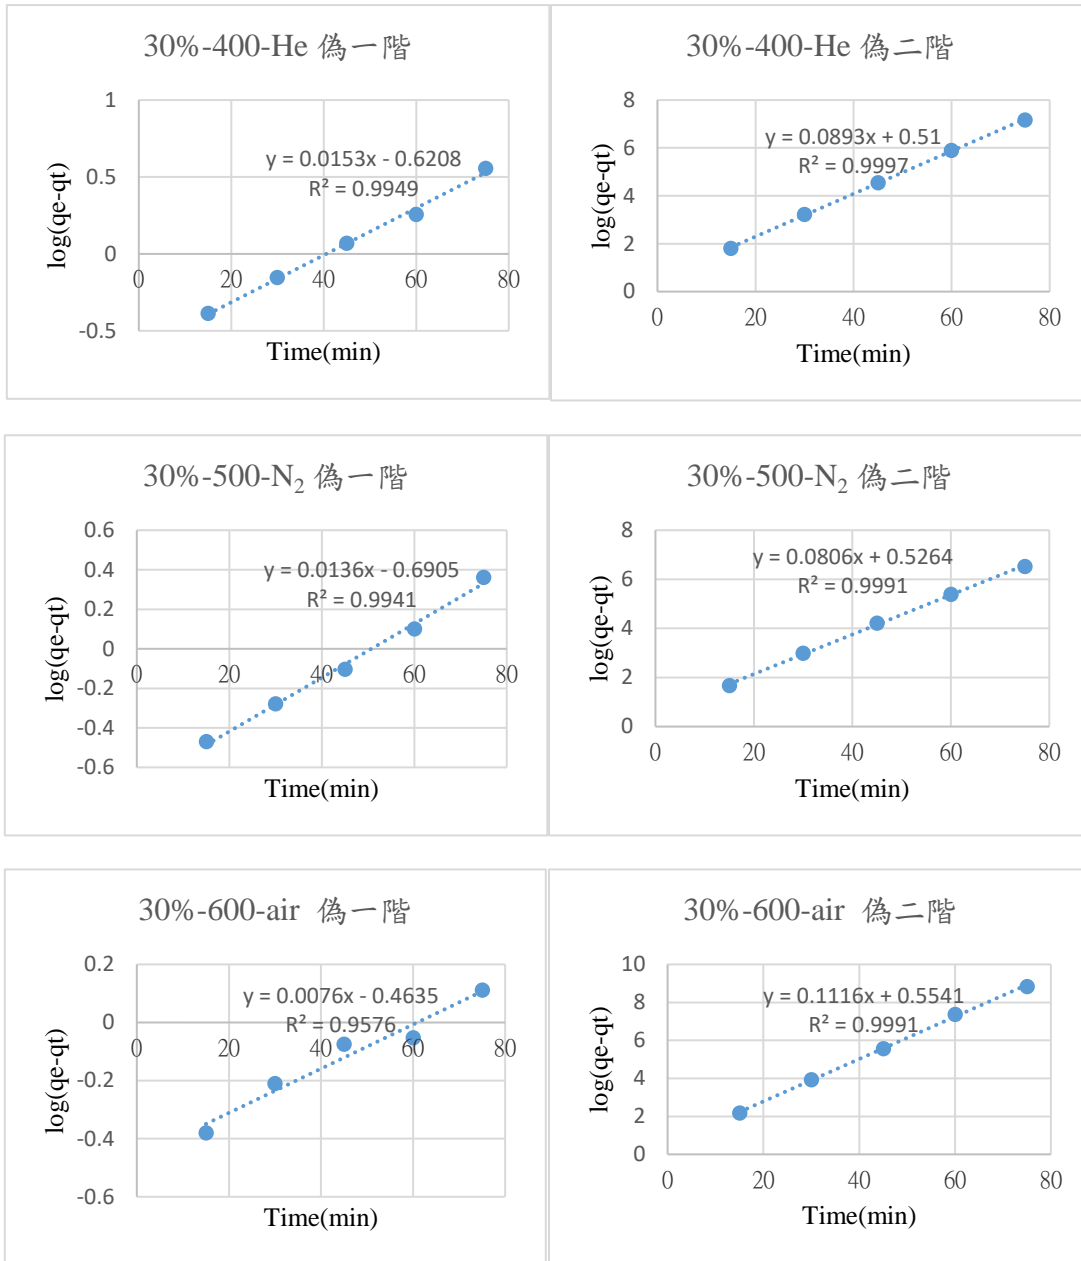 30%-400-He 偽一階
1
0.5
0
-0.5
0
20
40
60
80
y = 0.0153x - 0.6208
R² = 0.9949
log(qe-qt)
Time(min)
30%-400-He 偽二階
8
6
4
2
0
0
20
40
60
80
y = 0.0893x + 0.51
R² = 0.9997
log(qe-qt)
Time(min)
30%-500-N₂ 偽一階
0.6
0.4
0.2
0
-0.2
-0.4
-0.6
0
20
40
60
80
y = 0.0136x - 0.6905
R² = 0.9941
log(qe-qt)
Time(min)
30%-500-N₂ 偽二階
8
6
4
2
0
0
20
40
60
80
y = 0.0806x + 0.5264
R² = 0.9991
log(qe-qt)
Time(min)
30%-600-air 偽一階
0.2
0
-0.2
-0.4
-0.6
0
20
40
60
80
y = 0.0076x - 0.4635
R² = 0.9576
log(qe-qt)
Time(min)
30%-600-air 偽二階
10
8
6
4
2
0
0
20
40
60
80
y = 0.1116x + 0.5541
R² = 0.9991
log(qe-qt)
Time(min)